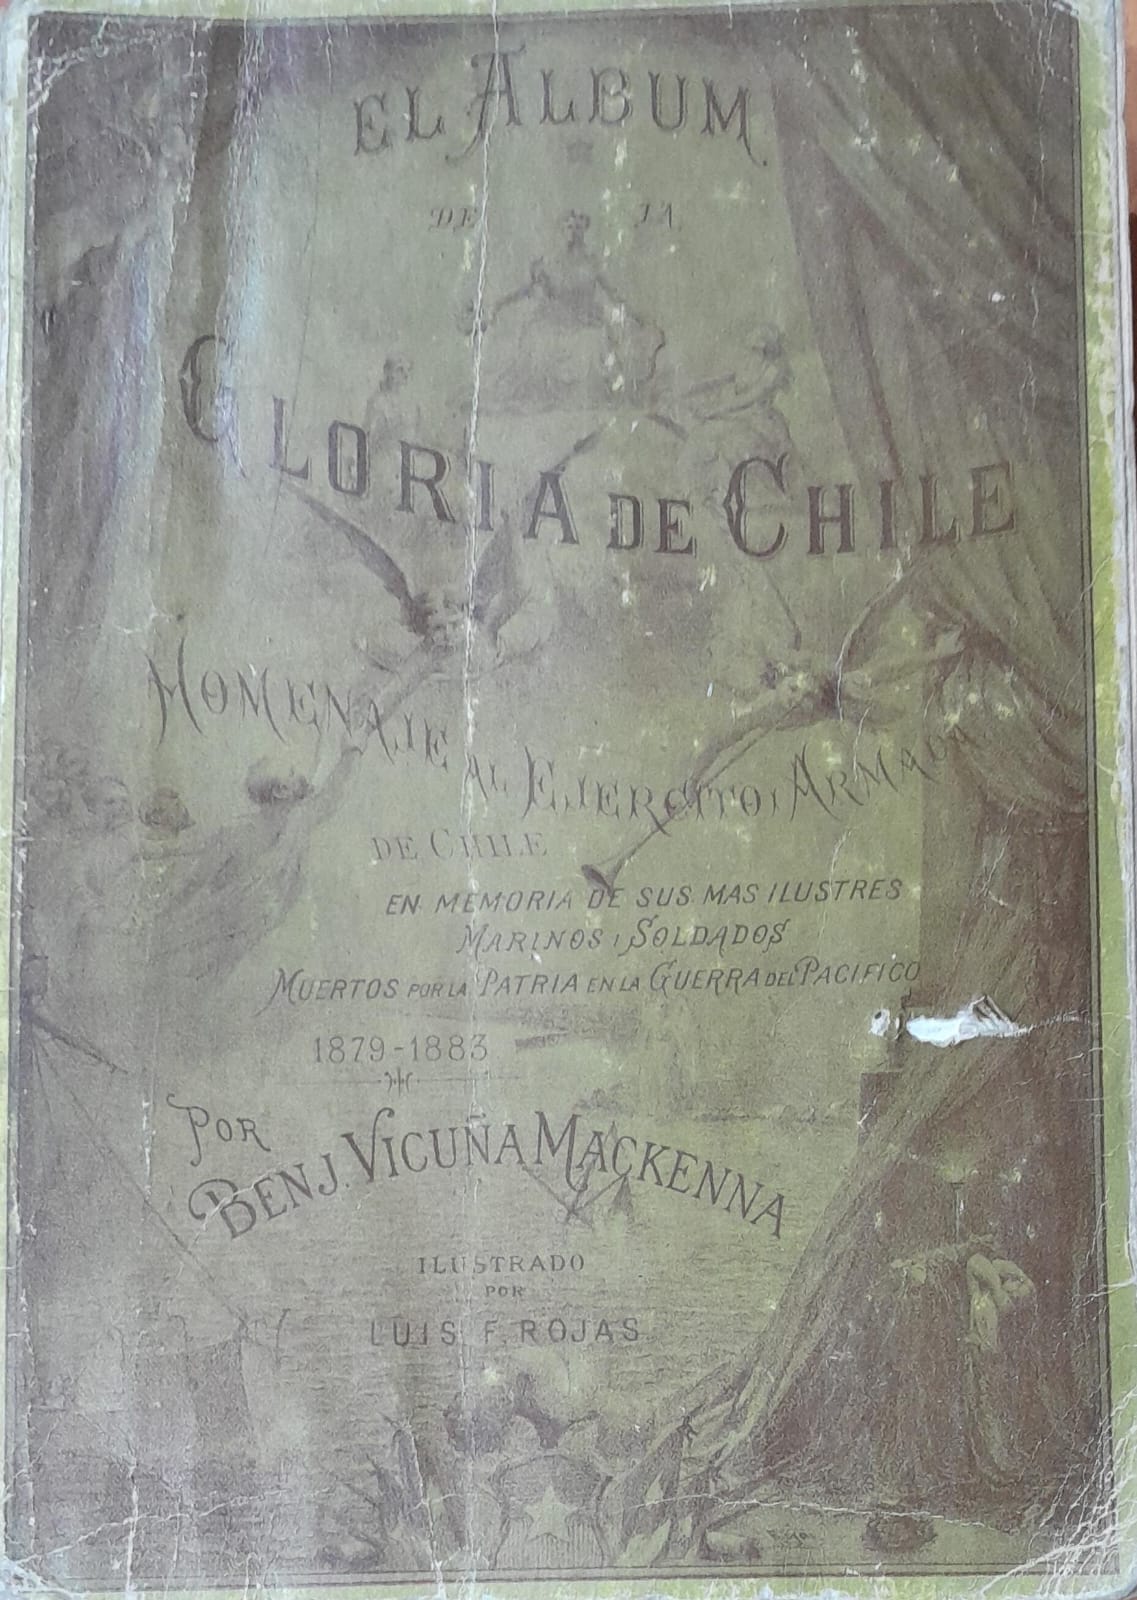 EL ALBUM
DE LA
GLORIA DE CHILE
HOMENAJE AL EJERCITO I ARMADA
DE CHILE
EN MEMORIA DE SUS MAS ILUSTRES
MARINOS I SOLDADOS
MUERTOS POR LA PATRIA EN LA GUERRA DEL PACIFICO
1879-1883
POR
BENJ. VICUÑA MACKENNA
ILUSTRADO
POR
LUIS F. ROJAS